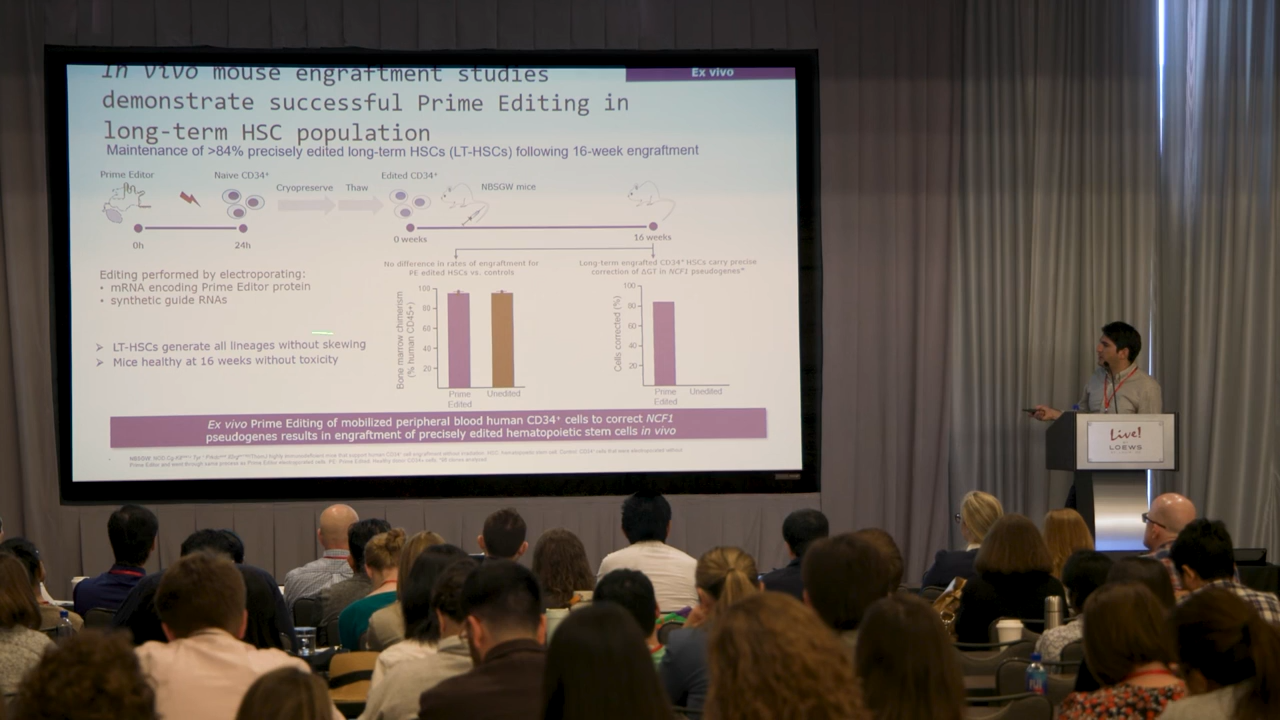 In vivo mouse engraftment studies
demonstrate successful Prime Editing in
long-term HSC population
Ex vivo
Maintenance of >84% precisely edited long-term HSCs (LT-HSCs) following 16-week engraftment
Prime Editor
Naive CD34⁺
Cryopreserve
Thaw
Edited CD34⁺
NBSGW mice
0h
24h
0 weeks
16 weeks
Editing performed by electroporating:
• mRNA encoding Prime Editor protein
• synthetic guide RNAs
➢ LT-HSCs generate all lineages without skewing
➢ Mice healthy at 16 weeks without toxicity
No difference in rates of engraftment for
PE edited HSCs vs. controls
Bone marrow chimerism
(% human CD45+)
100
80
60
40
20
Prime
Edited
Unedited
Long-term engrafted CD34⁺ HSCs carry precise
correction of ΔGT in NCF1 pseudogenes
Cells corrected (%)
100
80
60
40
20
Prime
Edited
Unedited
Ex vivo Prime Editing of mobilized peripheral blood human CD34⁺ cells to correct NCF1
pseudogenes results in engraftment of precisely edited hematopoietic stem cells in vivo
Live!
LOEWS